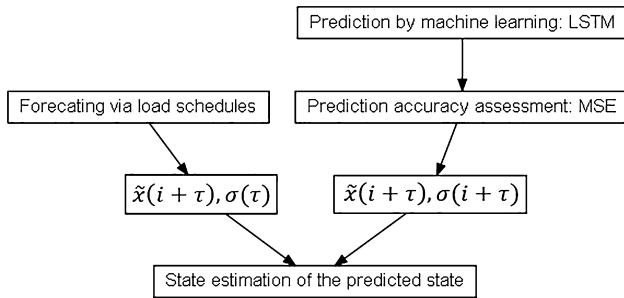 Prediction by machine learning: LSTM
Forecating via load schedules
Prediction accuracy assessment: MSE
x̃(i + τ), σ(τ)
x̃(i + τ), σ(i + τ)
State estimation of the predicted state